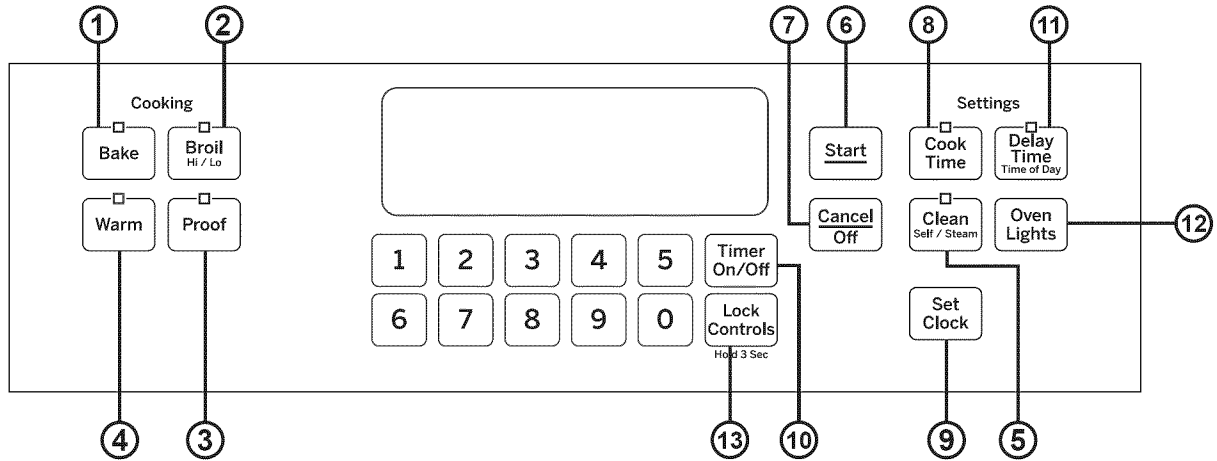 1
2
7
6
8
11
Cooking
Settings
Bake
Broil
Hi / Lo
Start
Cook
Time
Delay
Time
Time of Day
Warm
Proof
Cancel
Off
Clean
Self / Steam
Oven
Lights
12
1 2 3 4 5
Timer
On/Off
6 7 8 9 0
Lock
Controls
Hold 3 Sec
Set
Clock
4
3
13
10
9
5